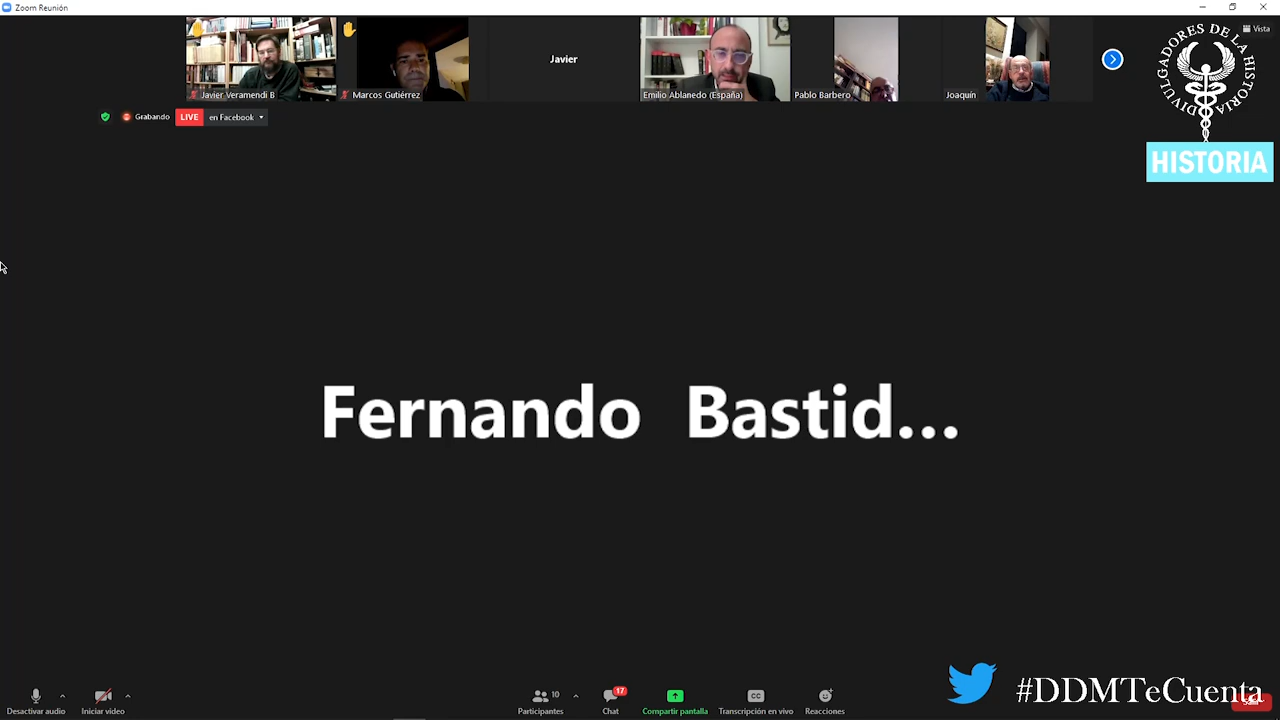 Zoom Reunión
Vista
Javier Veramendi B
Marcos Gutiérrez
Javier
Emilio Ablanedo (España)
Pablo Barbero
Joaquín
DIVULGADORES DE LA HISTORIA
HISTORIA
Grabando
LIVE
en Facebook
Fernando Bastid...
#DDMTeCuenta
Salir
Desactivar audio
Iniciar video
10
Participantes
17
Chat
Compartir pantalla
CC
Transcripción en vivo
Reacciones